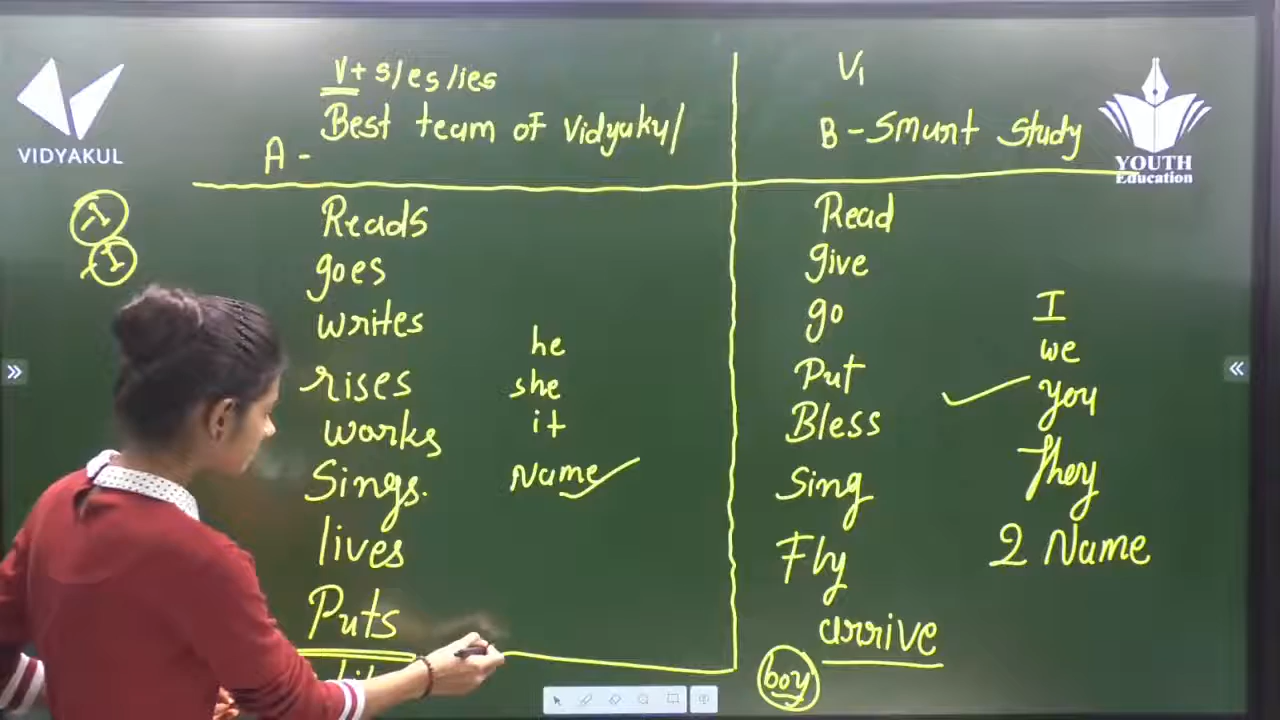 VIDYAKUL
V+ s/es/ies
Best team of Vidyakul
A -
Reads
goes
writes
rises
works
Sings.
lives
Puts
he
she
it
Name
V1
B - Smart Study
YOUTH
Education
Read
give
go
Put
Bless
Sing
Fly
arrive
boy
I
we
you
They
2 Name